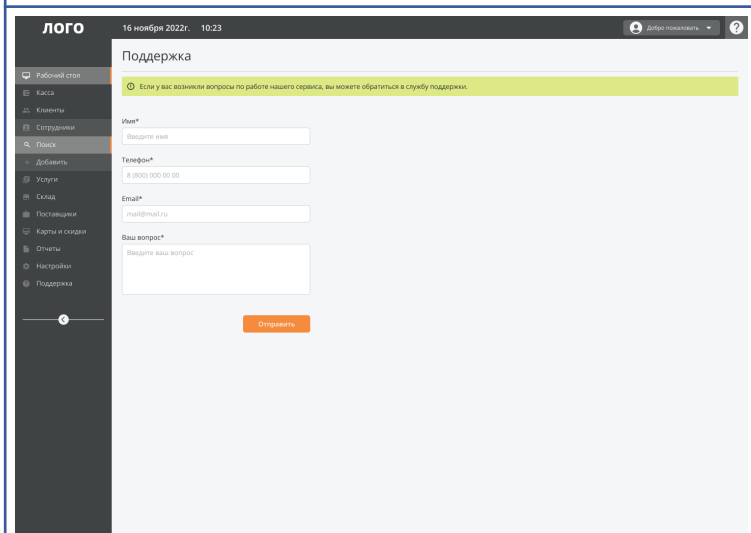 ЛОГО
16 ноября 2022г. 10:23
Добро пожаловать
?
Поддержка
Рабочий стол
Касса
Клиенты
Сотрудники
Поиск
Добавить
Услуги
Склад
Поставщики
Карты и скидки
Отчеты
Настройки
Поддержка
Если у вас возникли вопросы по работе нашего сервиса, вы можете обратиться в службу поддержки.
Имя*
Введите имя
Телефон*
8 (800) 000 00 00
Email*
mail@mail.ru
Ваш вопрос*
Введите ваш вопрос
Отправить